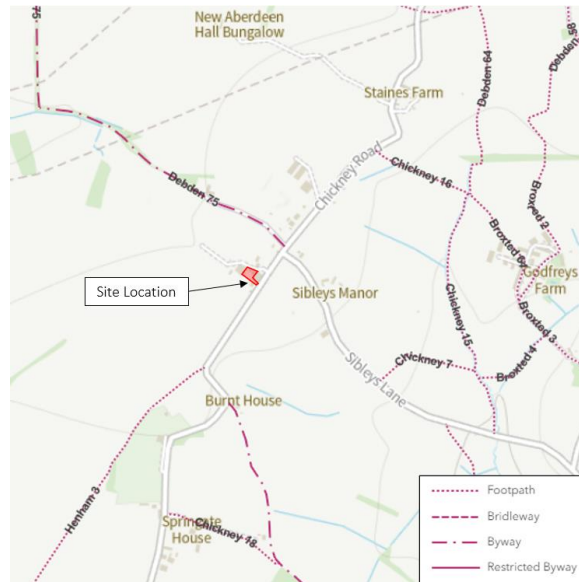 75
New Aberdeen
Hall Bungalow
Debden 64
Debden 58
Staines Farm
Chickney Road
Chickney 16
Debden 75
Broxted 2
Broxted 64
Godfreys
Farm
Site Location
Sibleys Manor
Chickney 15
Broxted 3
Sibleys Lane
Chickney 7
Broxted 4
Burnt House
Henham 3
Springate
House
Chickney 18
Footpath
Bridleway
Byway
Restricted Byway